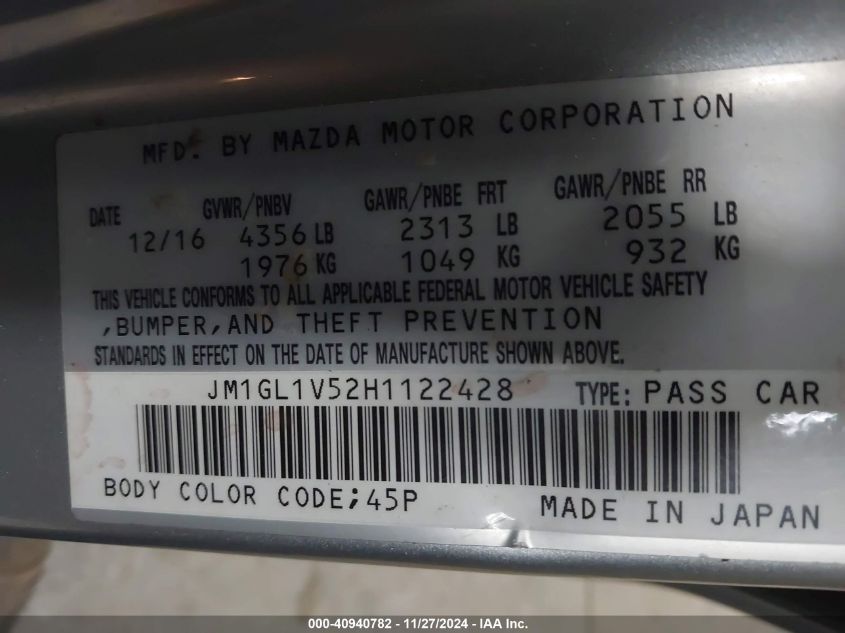 MFD. BY MAZDA MOTOR CORPORATION
DATE GVWR/PNBV GAWR/PNBE FRT GAWR/PNBE RR
12/16 4356 LB 2313 LB 2055 LB
1976 KG 1049 KG 932 KG
THIS VEHICLE CONFORMS TO ALL APPLICABLE FEDERAL MOTOR VEHICLE SAFETY
,BUMPER,AND THEFT PREVENTION
STANDARDS IN EFFECT ON THE DATE OF MANUFACTURE SHOWN ABOVE.
JM1GL1V52H1122428 TYPE: PASS CAR
BODY COLOR CODE;45P MADE IN JAPAN
000-40940782 - 11/27/2024 - IAA Inc.